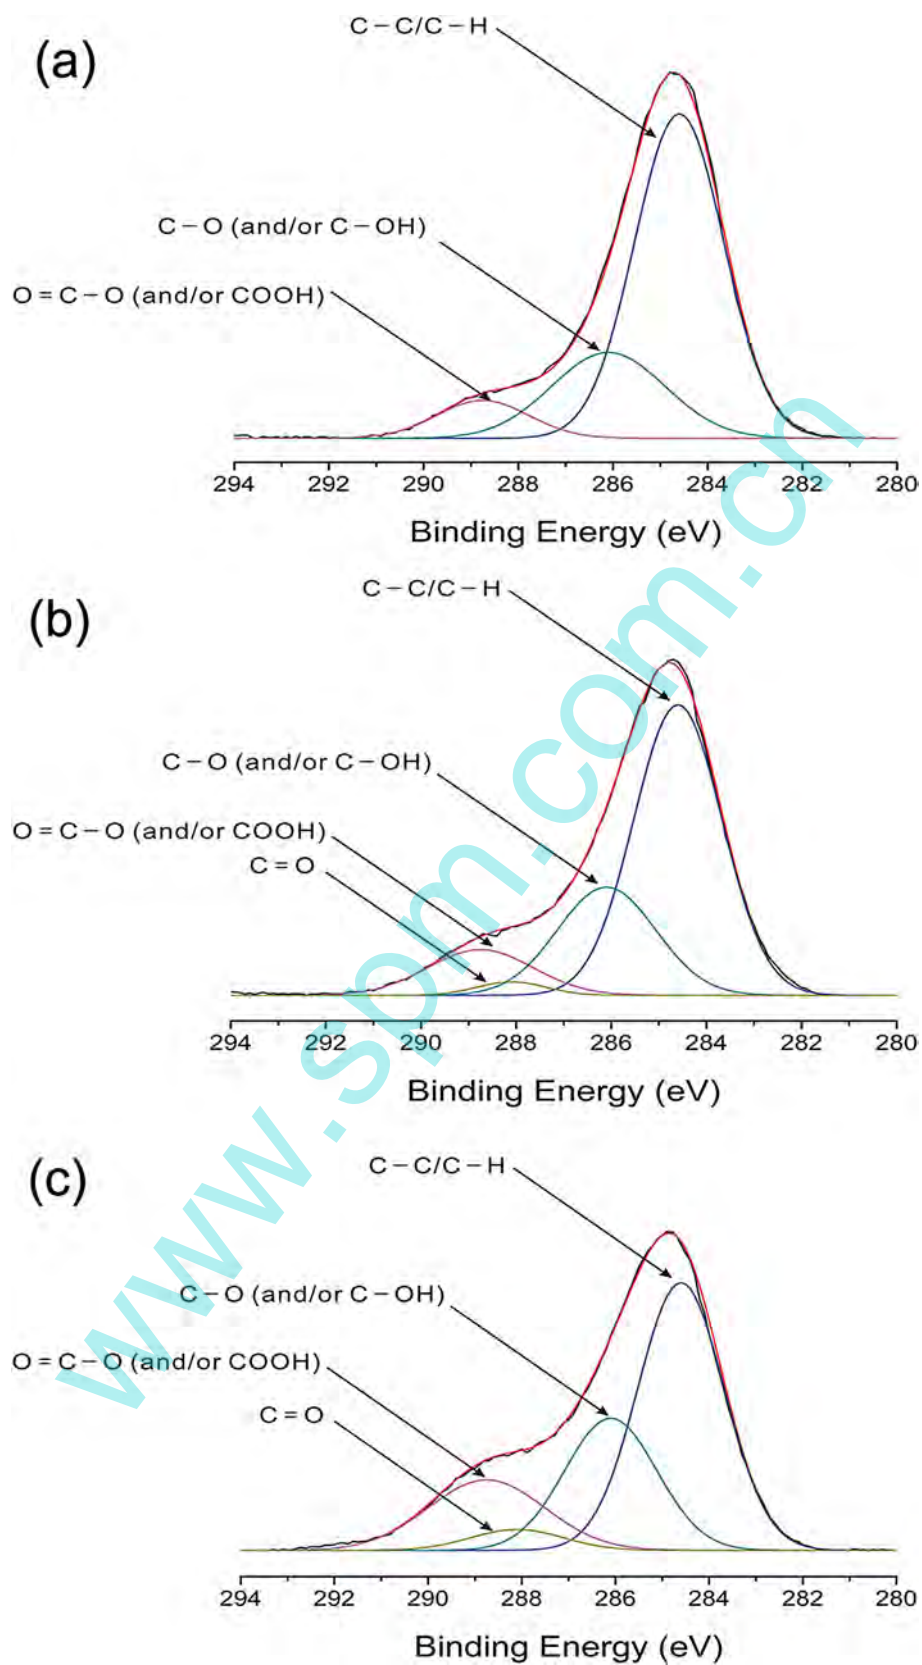 (a)
C–C/C–H
C–O (and/or C–OH)
O=C–O (and/or COOH)
294 292 290 288 286 284 282 280
Binding Energy (eV)
(b)
C–C/C–H
C–O (and/or C–OH)
O=C–O (and/or COOH)
C=O
294 292 290 288 286 284 282 280
Binding Energy (eV)
(c)
C–C/C–H
C–O (and/or C–OH)
O=C–O (and/or COOH)
C=O
294 292 290 288 286 284 282 280
Binding Energy (eV)
www.spm.com.cn